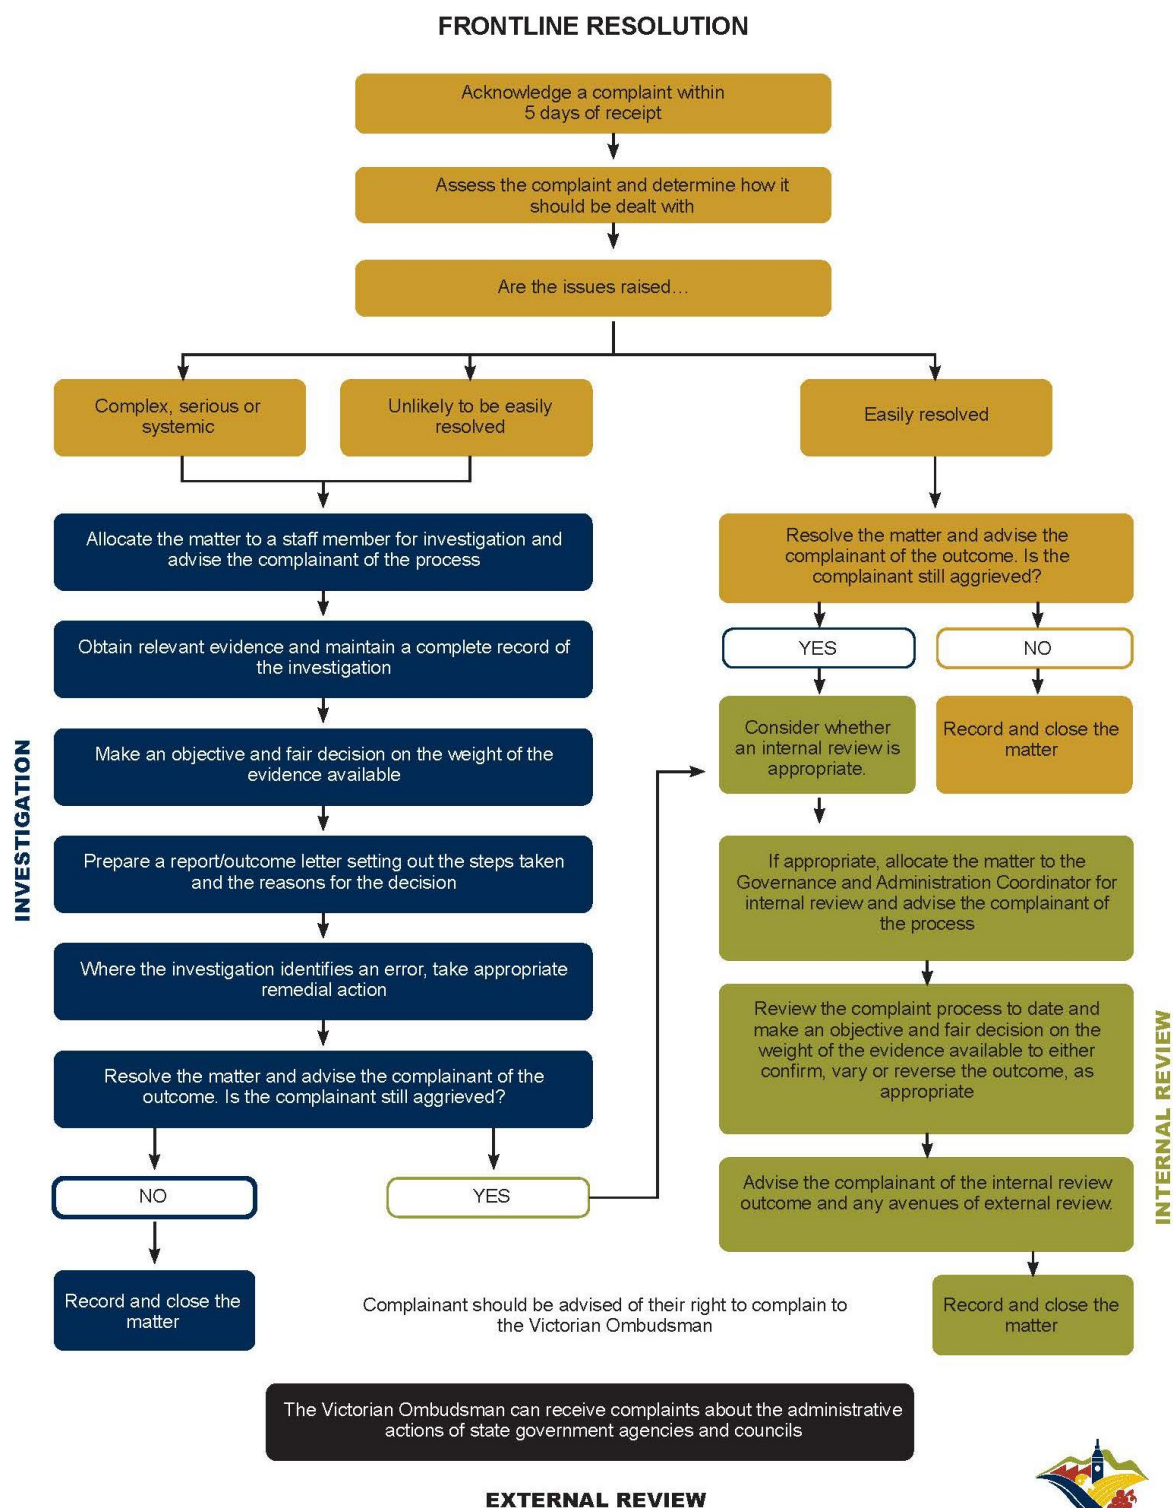 FRONTLINE RESOLUTION
Acknowledge a complaint within
5 days of receipt
Assess the complaint and determine how it
should be dealt with
Are the issues raised…
Complex, serious or
systemic
Unlikely to be easily
resolved
Easily resolved
INVESTIGATION
Allocate the matter to a staff member for investigation and
advise the complainant of the process
Obtain relevant evidence and maintain a complete record of
the investigation
Make an objective and fair decision on the weight of the
evidence available
Prepare a report/outcome letter setting out the steps taken
and the reasons for the decision
Where the investigation identifies an error, take appropriate
remedial action
Resolve the matter and advise the complainant of the
outcome. Is the complainant still aggrieved?
NO
YES
Record and close the
matter
Resolve the matter and advise the
complainant of the outcome. Is the
complainant still aggrieved?
YES
NO
Consider whether
an internal review is
appropriate.
Record and close the
matter
INTERNAL REVIEW
If appropriate, allocate the matter to the
Governance and Administration Coordinator for
internal review and advise the complainant of
the process
Review the complaint process to date and
make an objective and fair decision on the
weight of the evidence available to either
confirm, vary or reverse the outcome, as
appropriate
Advise the complainant of the internal review
outcome and any avenues of external review.
Record and close the
matter
Complainant should be advised of their right to complain to
the Victorian Ombudsman
The Victorian Ombudsman can receive complaints about the administrative
actions of state government agencies and councils
EXTERNAL REVIEW